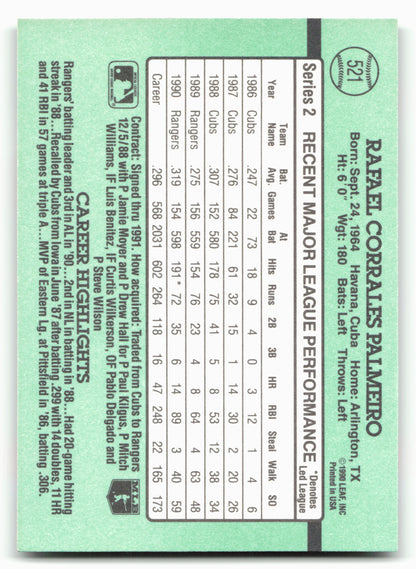 521
RAFAEL CORRALES PALMEIRO
Born: Sept. 24, 1964 Havana, Cuba Home: Arlington, TX
Ht: 6'0" Wgt: 180 Bats: Left Throws: Left
©1990 LEAF, INC
Printed in USA
Series 2 RECENT MAJOR LEAGUE PERFORMANCE *Denotes
Led League
Team Bat. At
Year Name Avg. Games Bat Hits Runs 2B 3B HR RBI Steal Walk SO
1986 Cubs .247 22 73 18 9 4 0 3 12 1 4 6
1987 Cubs .276 84 221 61 32 15 1 14 30 2 20 26
1988 Cubs .307 152 580 178 75 41 5 8 53 12 38 34
1989 Rangers .275 156 559 154 76 23 4 8 64 4 63 48
1990 Rangers .319 154 598 191* 72 35 6 14 89 3 40 59
Career .296 568 2031 602 264 118 16 47 248 22 165 173
Contract: Signed thru 1991. How acquired: Traded from Cubs to Rangers
12/5/88 with P Jamie Moyer and P Drew Hall for P Paul Kilgus, P Mitch
Williams, IF Luis Benitez, IF Curtis Wilkerson, OF Pablo Delgado and
P Steve Wilson
MLB
CAREER HIGHLIGHTS
Rangers' batting leader and 3rd in AL in '90...2nd in NL in batting in '88...Had 20-game hitting
streak in '88...Recalled by Cubs from Iowa in June '87 after batting .299 with 14 doubles, 11 HR
and 41 RBI in 57 games at triple A...MVP of Eastern Lg. at Pittsfield in '86, batting .306.